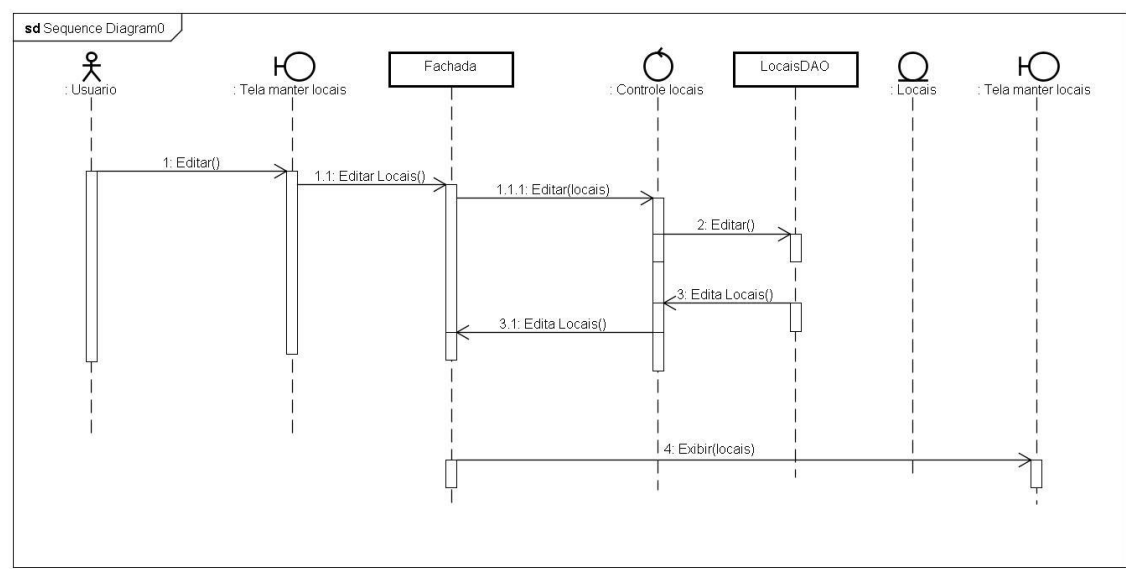 sd Sequence Diagram0
: Usuario
: Tela manter locais
Fachada
: Controle locais
LocaisDAO
: Locais
: Tela manter locais
1: Editar()
1.1: Editar Locais()
1.1.1: Editar(locais)
2: Editar()
3: Edita Locais()
3.1: Edita Locais()
4: Exibir(locais)